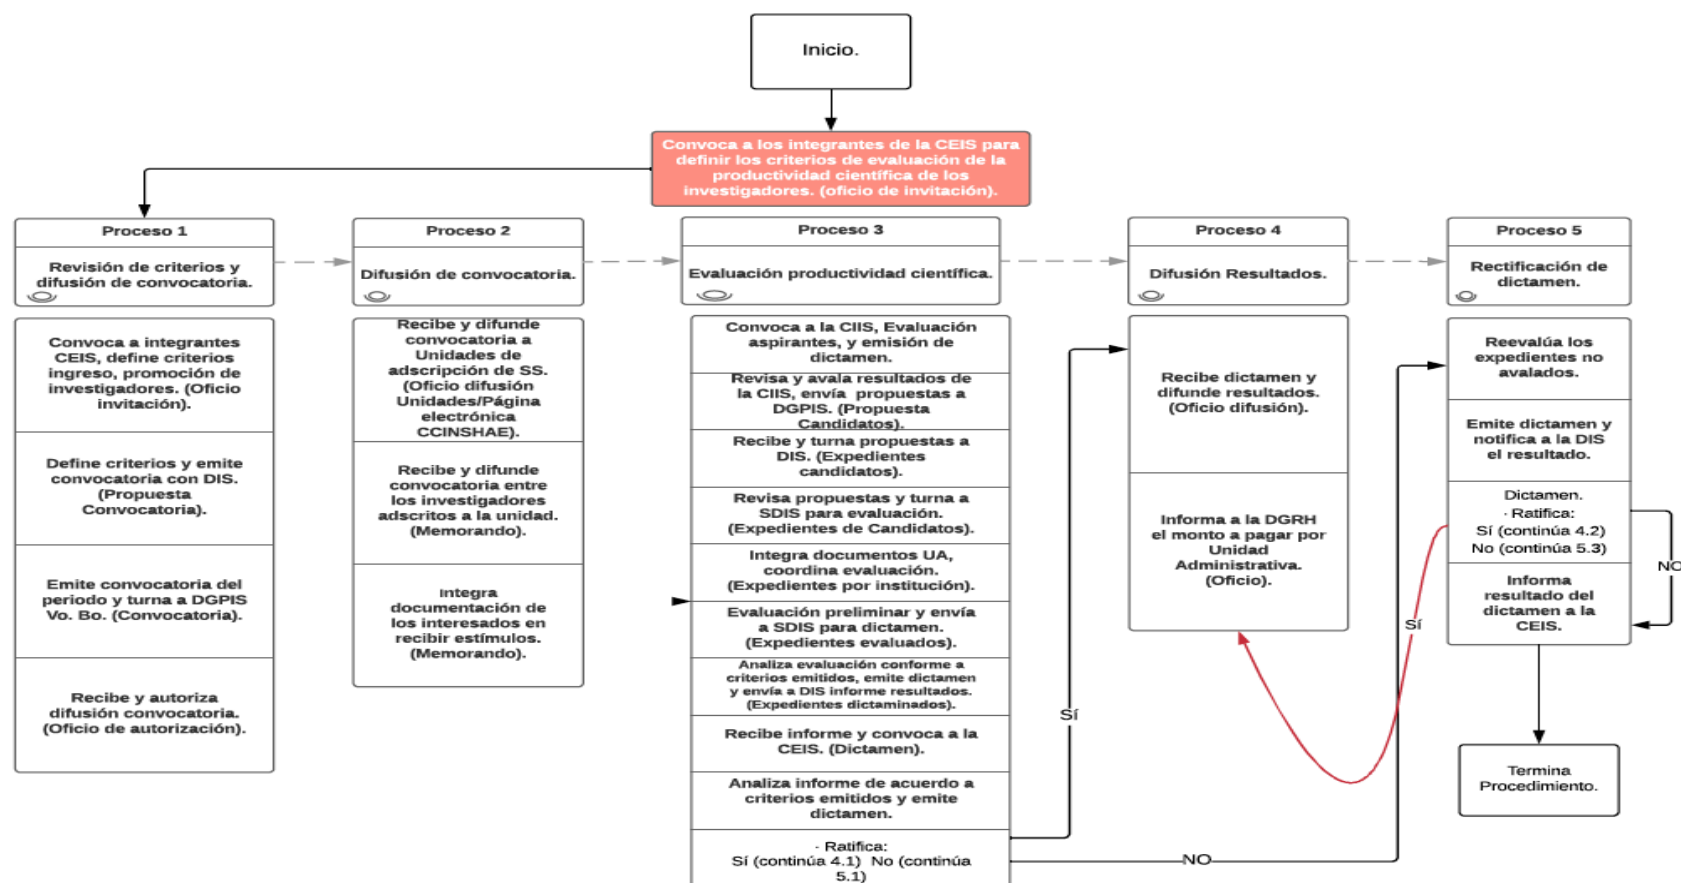 Inicio.
Convoca a los integrantes de la CEIS para
definir los criterios de evaluación de la
productividad científica de los
investigadores. (oficio de invitación).
Proceso 1
Revisión de criterios y
difusión de convocatoria.
Convoca a integrantes
CEIS, define criterios
ingreso, promoción de
investigadores. (Oficio
invitación).
Define criterios y emite
convocatoria con DIS.
(Propuesta
Convocatoria).
Emite convocatoria del
periodo y turna a DGPIS
Vo. Bo. (Convocatoria).
Recibe y autoriza
difusión convocatoria.
(Oficio de autorización).
Proceso 2
Difusión de convocatoria.
Recibe y difunde
convocatoria a
Unidades de
adscripción de SS.
(Oficio difusión
Unidades/Página
electrónica
CCINSHAE).
Recibe y difunde
convocatoria entre
los investigadores
adscritos a la unidad.
(Memorando).
Integra
documentación de
los interesados en
recibir estímulos.
(Memorando).
Proceso 3
Evaluación productividad científica.
Convoca a la CIIS, Evaluación
aspirantes, y emisión de
dictamen.
Revisa y avala resultados de
la CIIS, envía propuestas a
DGPIS. (Propuesta
Candidatos).
Recibe y turna propuestas a
DIS. (Expedientes
candidatos).
Revisa propuestas y turna a
SDIS para evaluación.
(Expedientes de Candidatos).
Integra documentos UA,
coordina evaluación.
(Expedientes por institución).
Evaluación preliminar y envía
a SDIS para dictamen.
(Expedientes evaluados).
Analiza evaluación conforme a
criterios emitidos, emite dictamen
y envía a DIS informe resultados.
(Expedientes dictaminados).
Recibe informe y convoca a la
CEIS. (Dictamen).
Analiza informe de acuerdo a
criterios emitidos y emite
dictamen.
- Ratifica:
Sí (continúa 4.1) No (continúa
5.1)
Sí
NO
Proceso 4
Difusión Resultados.
Recibe dictamen y
difunde resultados.
(Oficio difusión).
Informa a la DGRH
el monto a pagar por
Unidad
Administrativa.
(Oficio).
Proceso 5
Rectificación de
dictamen.
Reevalúa los
expedientes no
avalados.
Emite dictamen y
notifica a la DIS
el resultado.
Dictamen.
- Ratifica:
Sí (continúa 4.2)
No (continúa 5.3)
Informa
resultado del
dictamen a la
CEIS.
Sí
NO
Termina
Procedimiento.